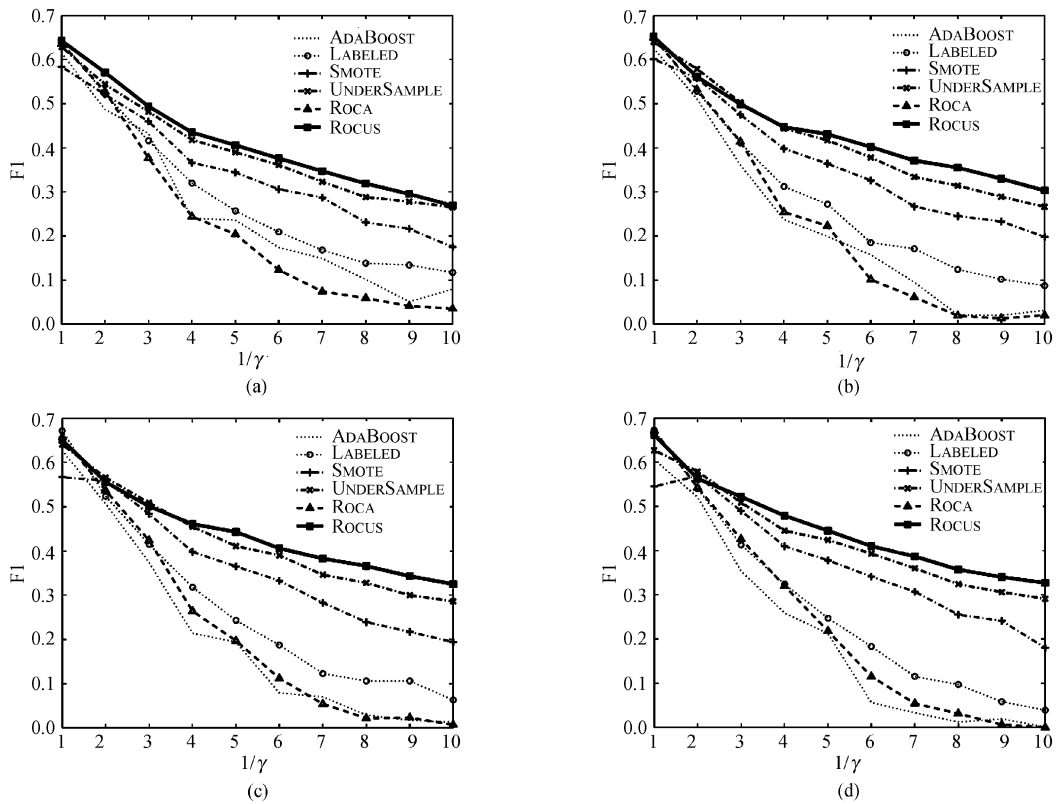 0.7
0.6
0.5
0.4
0.3
0.2
0.1
0.0
F1
1 2 3 4 5 6 7 8 9 10
1/γ
ADABOOST
LABELED
SMOTE
UNDERSAMPLE
ROCA
ROCUS
(a)
0.7
0.6
0.5
0.4
0.3
0.2
0.1
0.0
F1
1 2 3 4 5 6 7 8 9 10
1/γ
ADABOOST
LABELED
SMOTE
UNDERSAMPLE
ROCA
ROCUS
(b)
0.7
0.6
0.5
0.4
0.3
0.2
0.1
0.0
F1
1 2 3 4 5 6 7 8 9 10
1/γ
ADABOOST
LABELED
SMOTE
UNDERSAMPLE
ROCA
ROCUS
(c)
0.7
0.6
0.5
0.4
0.3
0.2
0.1
0.0
F1
1 2 3 4 5 6 7 8 9 10
1/γ
ADABOOST
LABELED
SMOTE
UNDERSAMPLE
ROCA
ROCUS
(d)